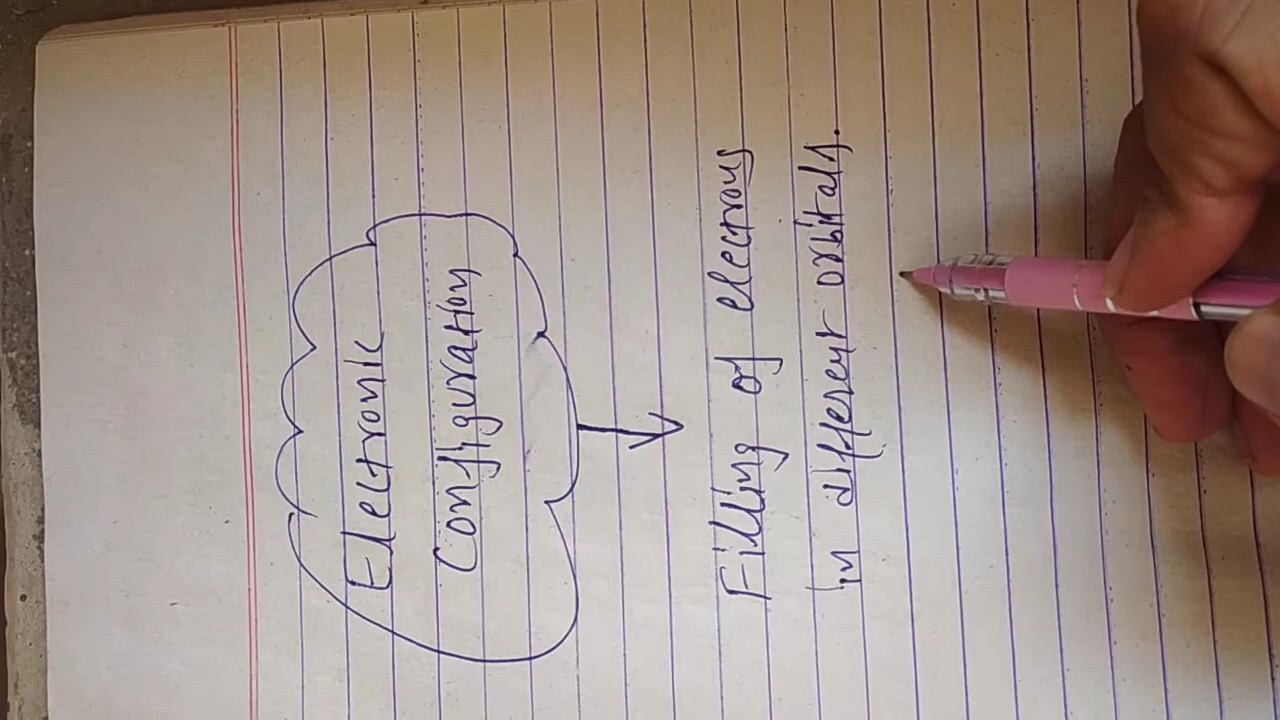 Electronic
Configuration
Filling of electrons
in different orbitals.